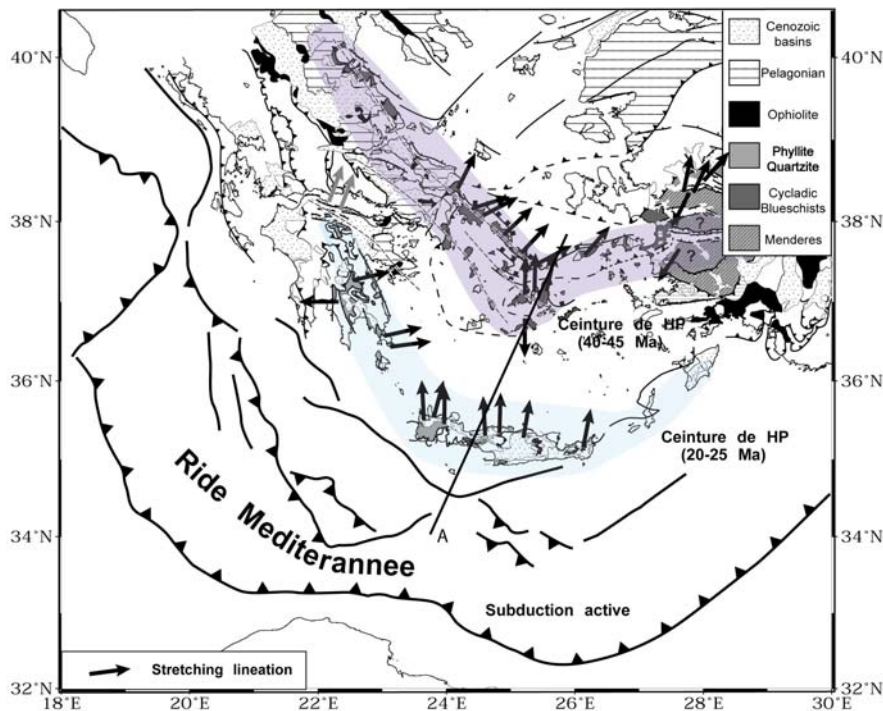 40°N
38°N
36°N
34°N
32°N
40°N
38°N
36°N
34°N
32°N
18°E
20°E
22°E
24°E
26°E
28°E
30°E
Cenozoic
basins
Pelagonian
Ophiolite
Phyllite
Quartzite
Cycladic
Blueschists
Menderes
?
Ceinture de HP
(40-45 Ma)
Ceinture de HP
(20-25 Ma)
Ride Mediterannee
A
Subduction active
Stretching lineation